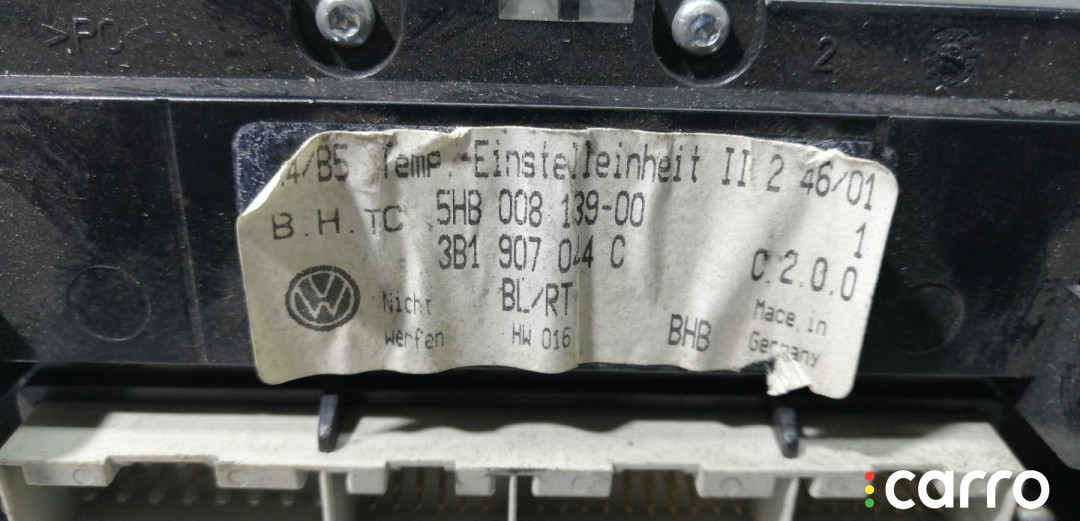 >PC<
2
.4/B5 Temp.-Einstelleinheit II 2 46/01
B.H.TC 5HB 008 139-00 1
3B1 907 044 C C.2.0.0
VW
Nicht BL/RT Made in
werfen HW 016 BHB Germany
carro